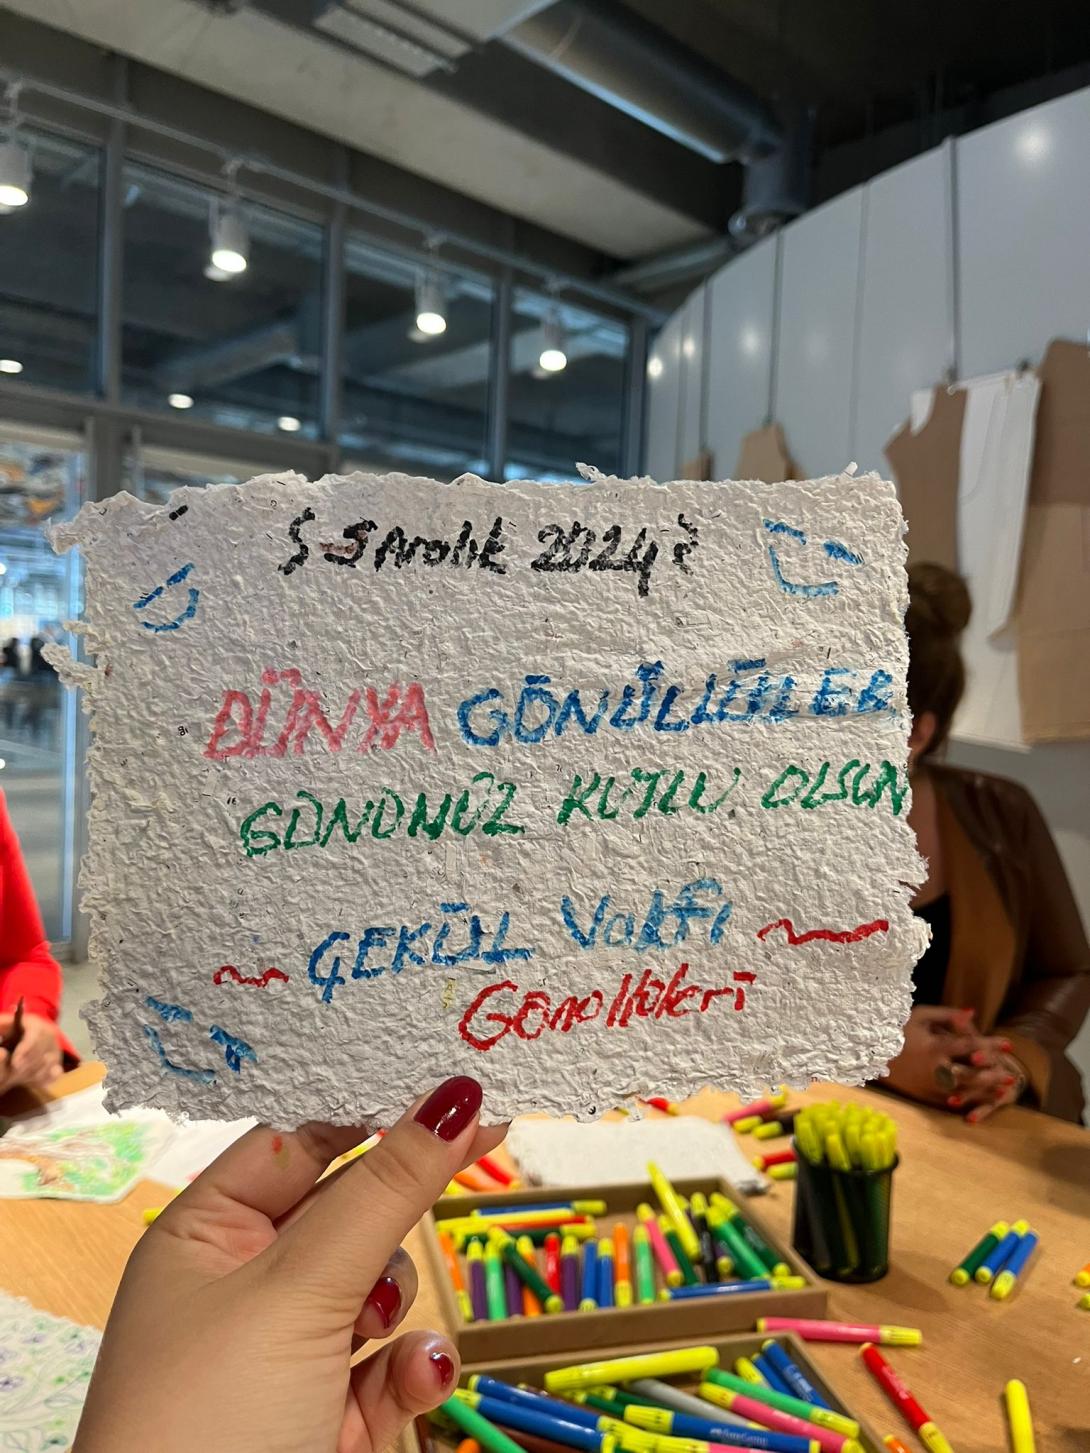 5 Aralık 2024
DÜNYA GÖNÜLLÜLER
GÜNÜNÜZ KUTLU OLSUN
ÇEKÜL Vakfı
Gönüllüleri